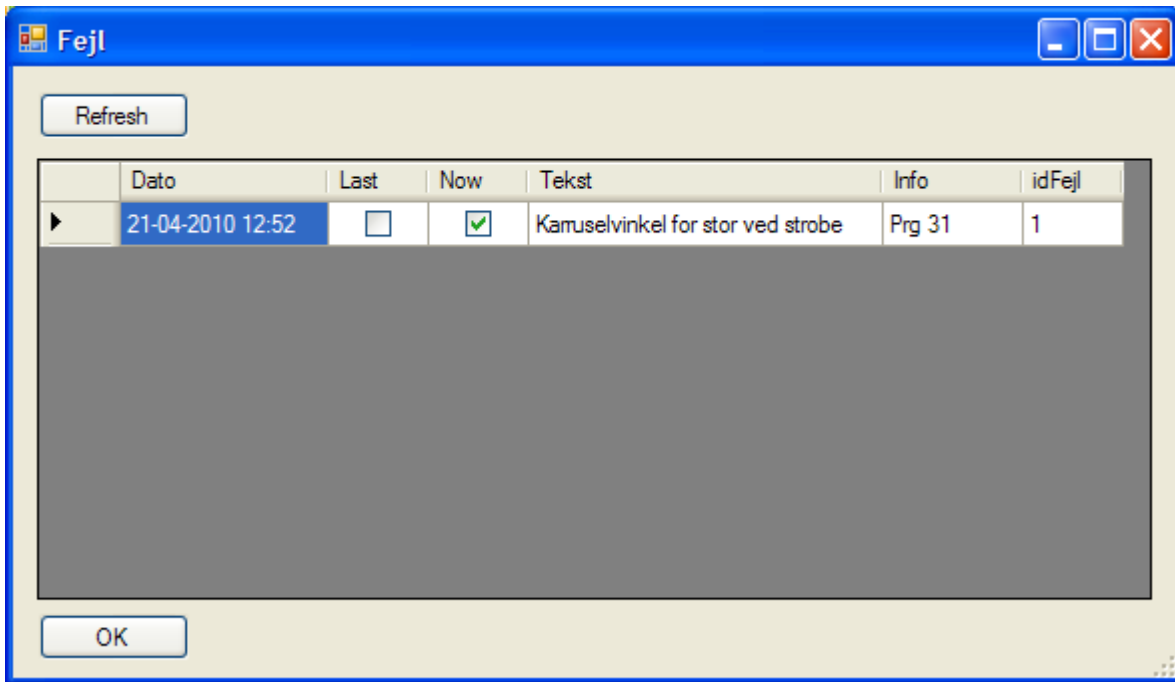 Fejl
Refresh
Dato Last Now Tekst Info idFejl
21-04-2010 12:52 Karruselvinkel for stor ved strobe Prg 31 1
OK